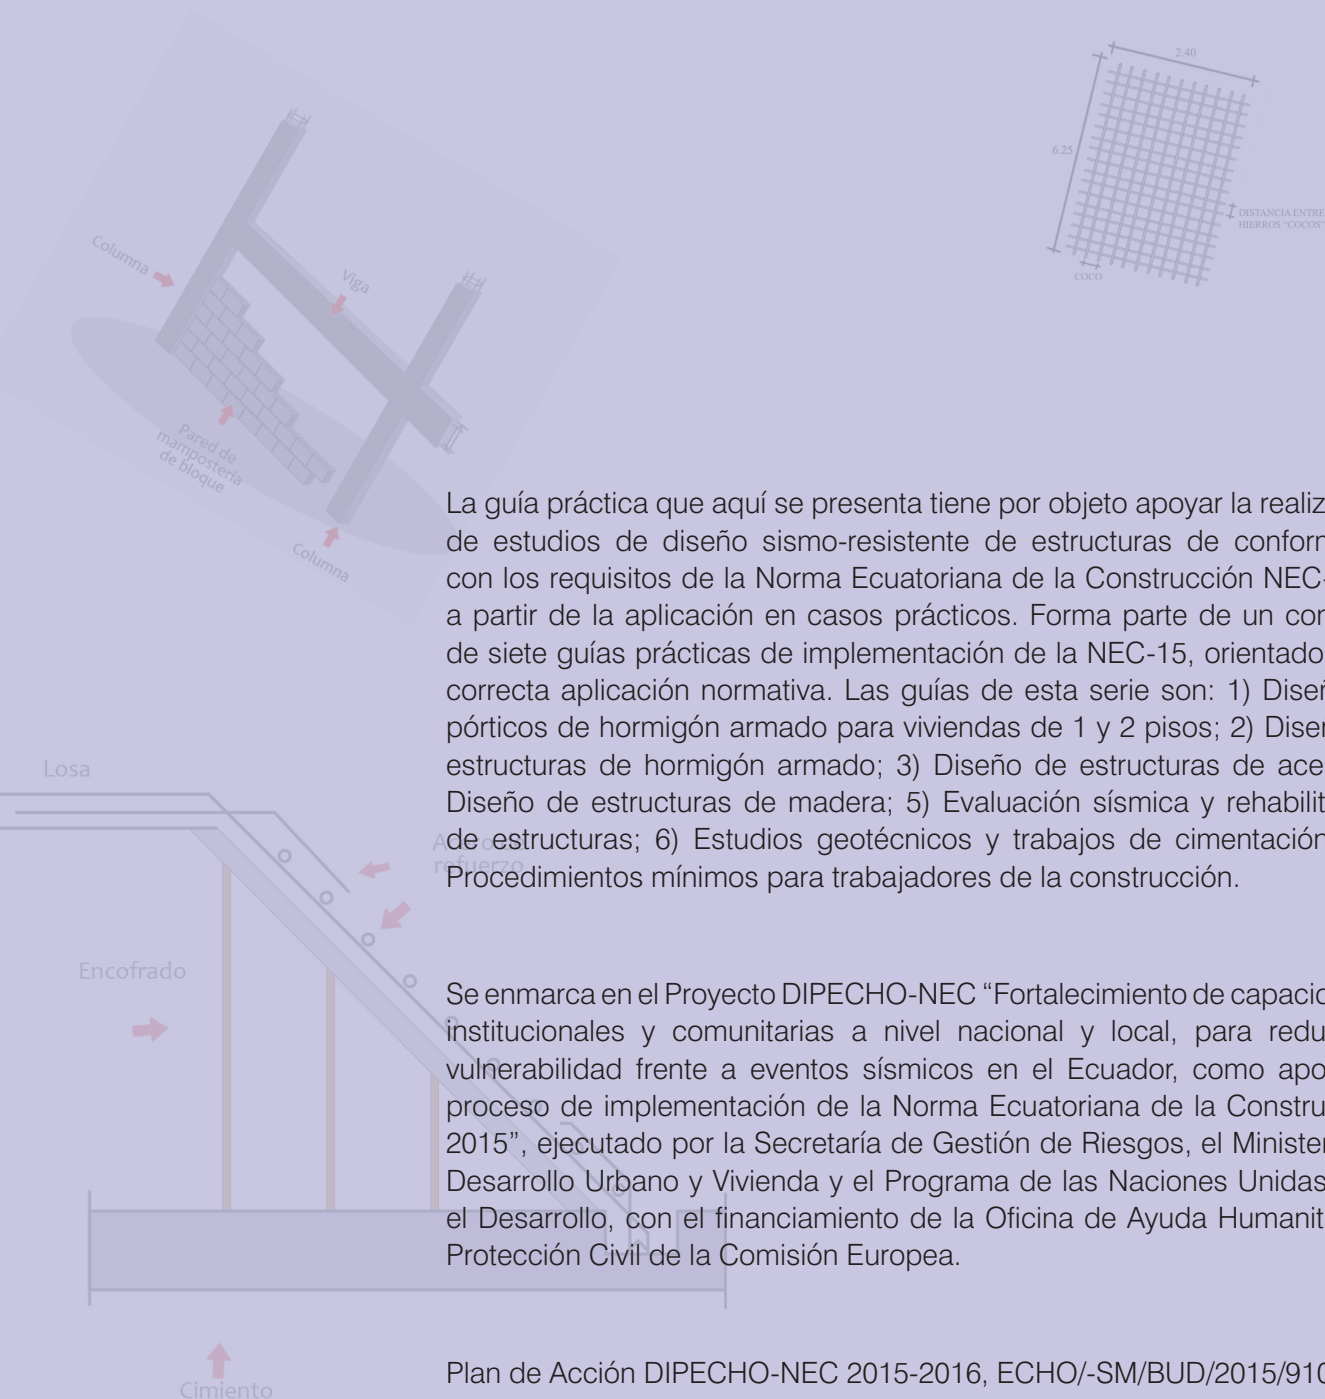 2.40
6.25
DISTANCIA ENTRE
HIERROS "COCOS"
COCO
Columna
Viga
Pared de
mampostería
de bloque
Columna
La guía práctica que aquí se presenta tiene por objeto apoyar la realiz
de estudios de diseño sismo-resistente de estructuras de conform
con los requisitos de la Norma Ecuatoriana de la Construcción NEC-
a partir de la aplicación en casos prácticos. Forma parte de un con
de siete guías prácticas de implementación de la NEC-15, orientado
correcta aplicación normativa. Las guías de esta serie son: 1) Diseñ
pórticos de hormigón armado para viviendas de 1 y 2 pisos; 2) Diseñ
estructuras de hormigón armado; 3) Diseño de estructuras de ace
Diseño de estructuras de madera; 5) Evaluación sísmica y rehabilit
de estructuras; 6) Estudios geotécnicos y trabajos de cimentación
Procedimientos mínimos para trabajadores de la construcción.
Losa
Acero de
refuerzo
Encofrado
Se enmarca en el Proyecto DIPECHO-NEC “Fortalecimiento de capacid
institucionales y comunitarias a nivel nacional y local, para redu
vulnerabilidad frente a eventos sísmicos en el Ecuador, como apo
proceso de implementación de la Norma Ecuatoriana de la Constru
2015”, ejecutado por la Secretaría de Gestión de Riesgos, el Minister
Desarrollo Urbano y Vivienda y el Programa de las Naciones Unidas
el Desarrollo, con el financiamiento de la Oficina de Ayuda Humanit
Protección Civil de la Comisión Europea.
Plan de Acción DIPECHO-NEC 2015-2016, ECHO/-SM/BUD/2015/910
Cimiento